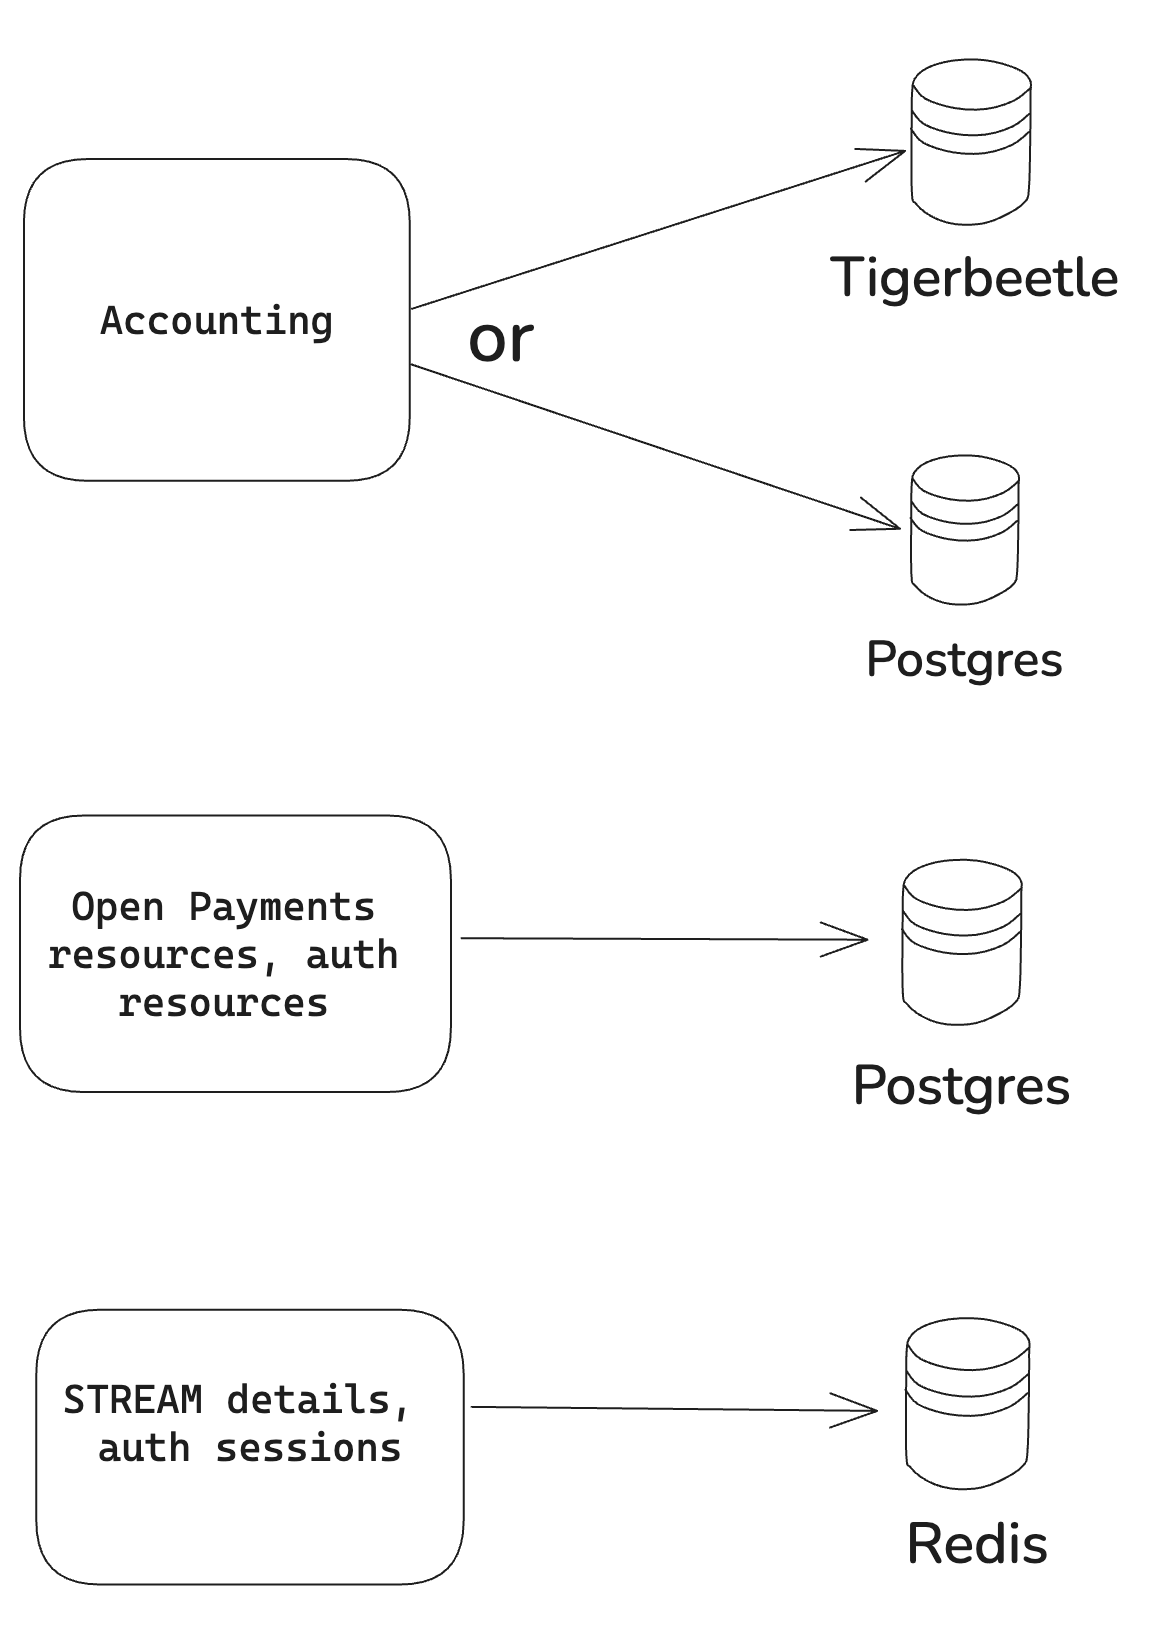 Tigerbeetle
Accounting
or
Postgres
Open Payments
resources, auth
resources
Postgres
STREAM details,
auth sessions
Redis